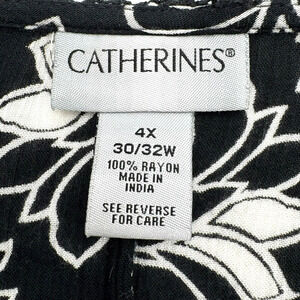 CATHERINES®
4X
30/32W
100% RAYON
MADE IN
INDIA
SEE REVERSE
FOR CARE